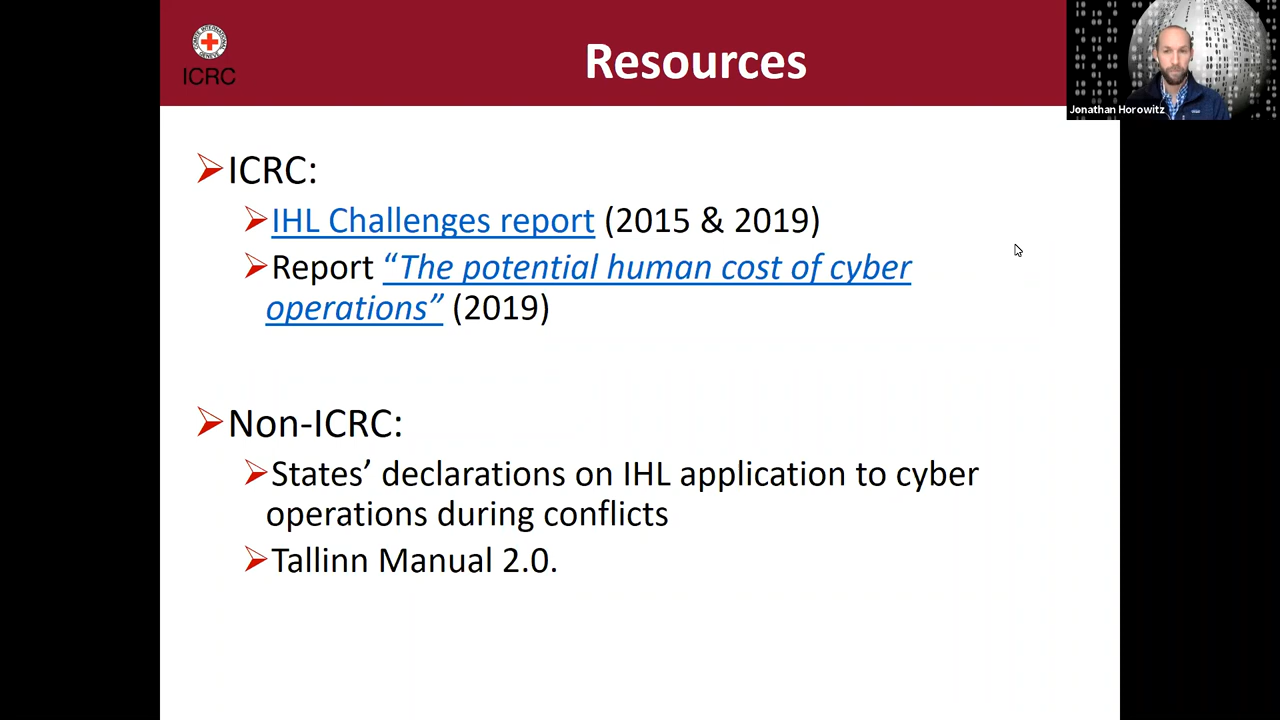 ICRC
Resources
Jonathan Horowitz
ICRC:
IHL Challenges report (2015 & 2019)
Report “The potential human cost of cyber
operations” (2019)
Non-ICRC:
States’ declarations on IHL application to cyber
operations during conflicts
Tallinn Manual 2.0.